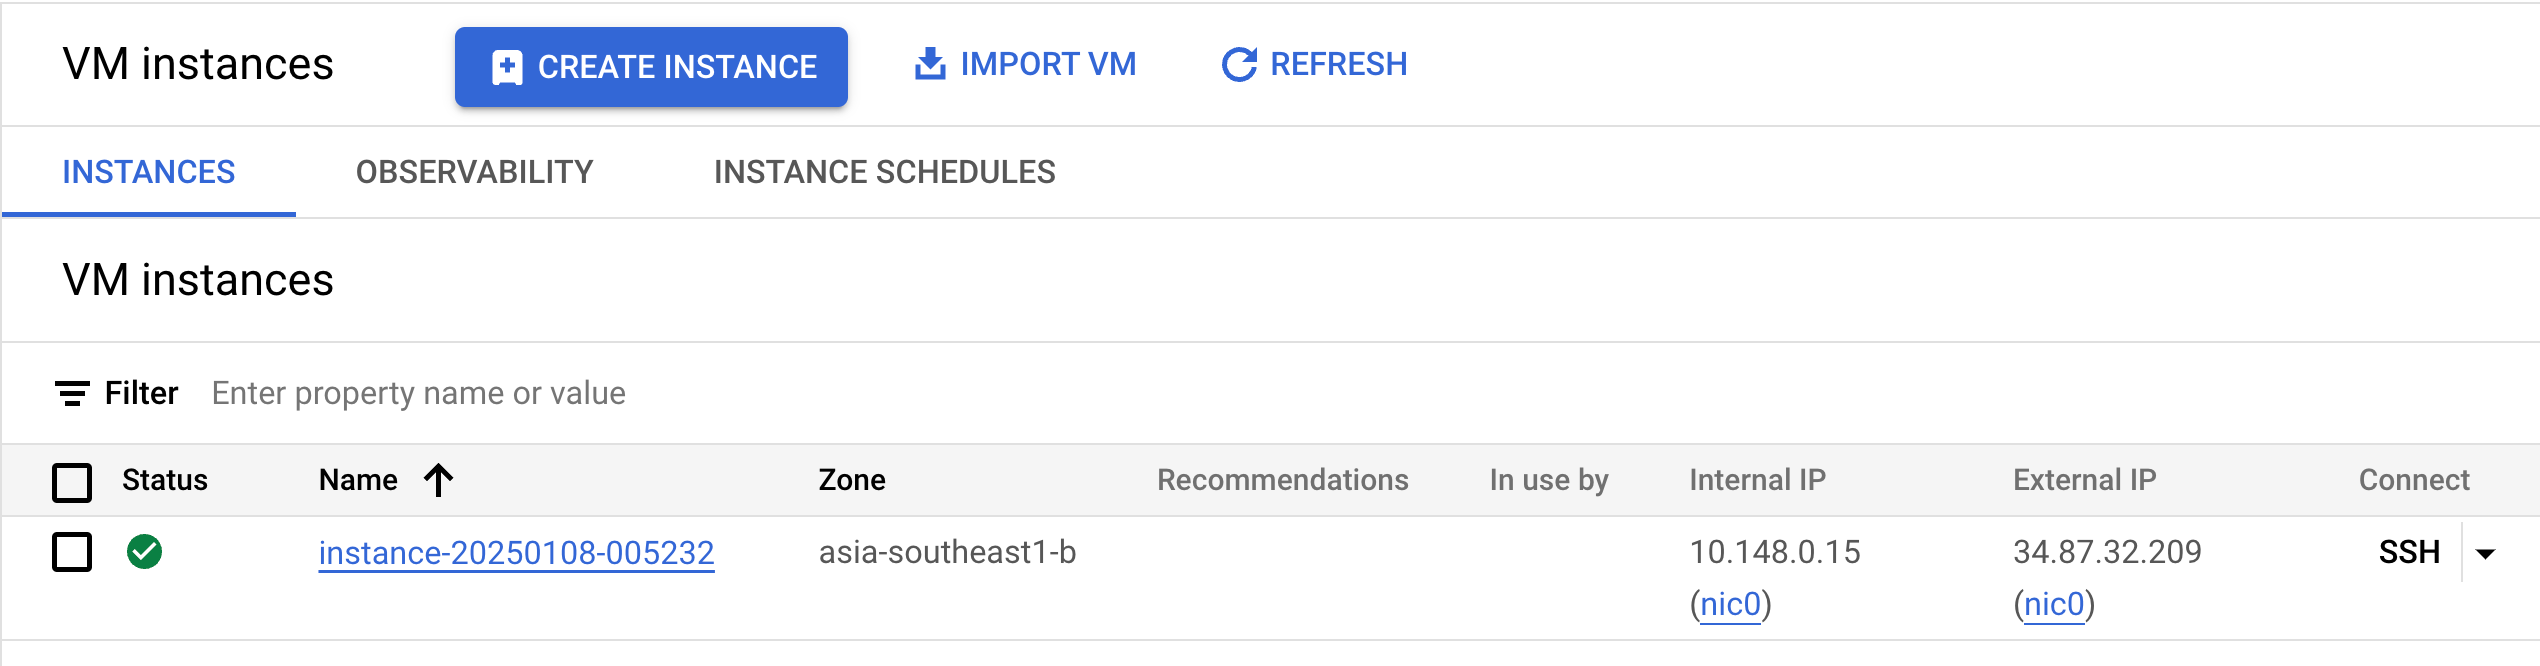 VM instances CREATE INSTANCE IMPORT VM REFRESH
INSTANCES OBSERVABILITY INSTANCE SCHEDULES
VM instances
Filter Enter property name or value
Status Name Zone Recommendations In use by Internal IP External IP Connect
instance-20250108-005232 asia-southeast1-b 10.148.0.15 34.87.32.209 SSH
(nic0) (nic0)